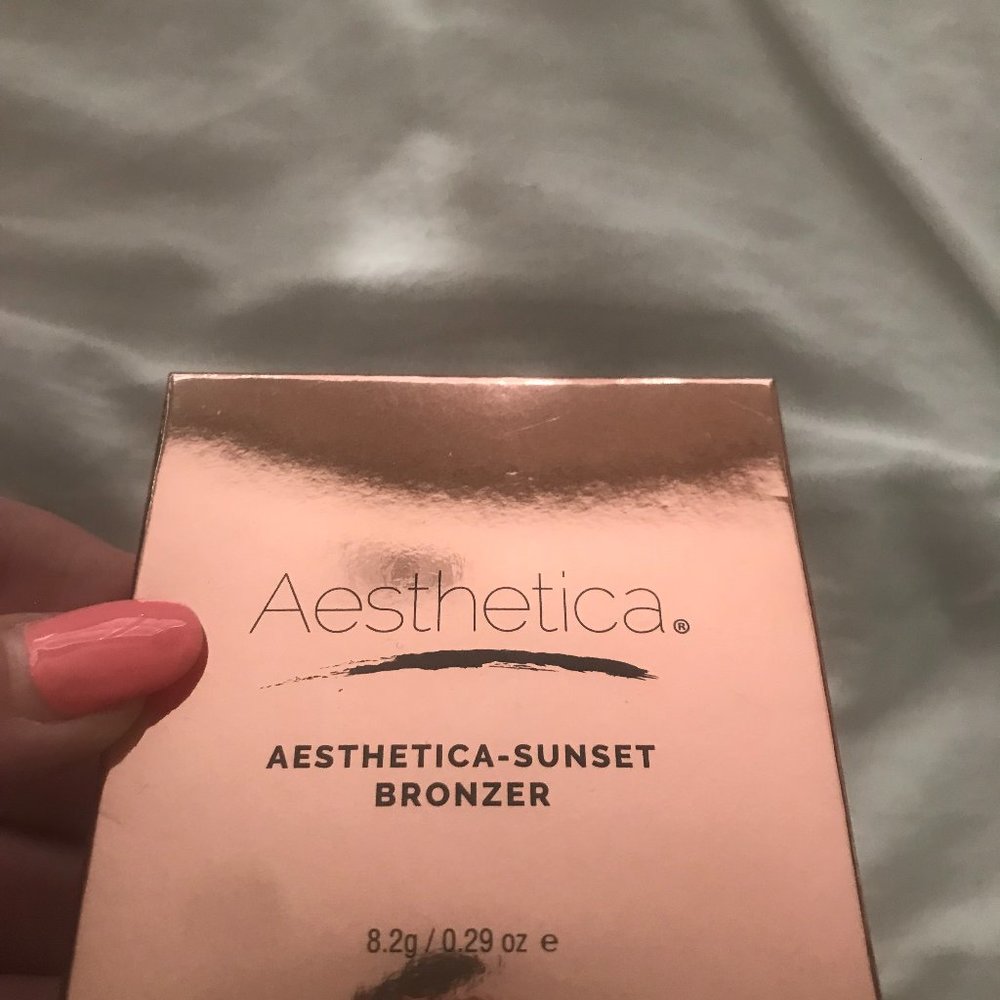 Aesthetica®
AESTHETICA-SUNSET
BRONZER
8.2g / 0.29 oz e